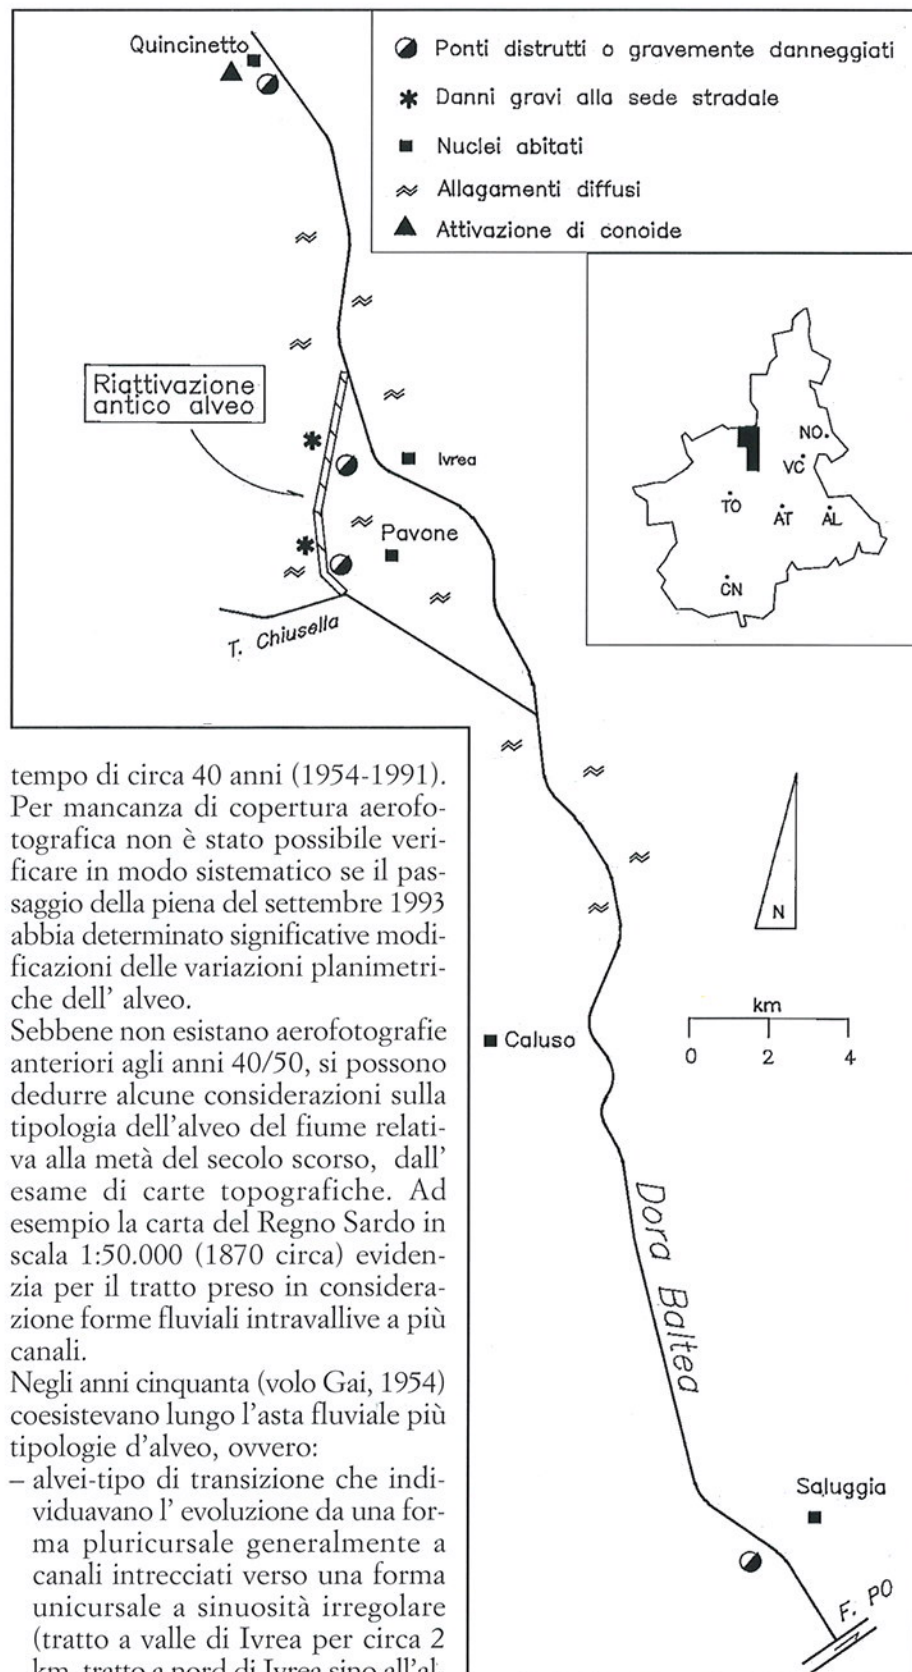 Quincinetto
Ponti distrutti o gravemente danneggiati
Danni gravi alla sede stradale
Nuclei abitati
Allagamenti diffusi
Attivazione di conoide
Riattivazione
antico alveo
Ivrea
Pavone
T. Chiusella
NO
VC
TO
AT
AL
CN
tempo di circa 40 anni (1954-1991).
Per mancanza di copertura aerofo-
tografica non è stato possibile veri-
ficare in modo sistematico se il pas-
saggio della piena del settembre 1993
abbia determinato significative modi-
ficazioni delle variazioni planimetri-
che dell' alveo.
Sebbene non esistano aerofotografie
anteriori agli anni 40/50, si possono
dedurre alcune considerazioni sulla
tipologia dell'alveo del fiume relati-
va alla metà del secolo scorso, dall'
esame di carte topografiche. Ad
esempio la carta del Regno Sardo in
scala 1:50.000 (1870 circa) eviden-
zia per il tratto preso in considera-
zione forme fluviali intravallive a più
canali.
Negli anni cinquanta (volo Gai, 1954)
coesistevano lungo l'asta fluviale più
tipologie d'alveo, ovvero:
– alvei-tipo di transizione che indi-
viduavano l' evoluzione da una for-
ma pluricursale generalmente a
canali intrecciati verso una forma
unicursale a sinuosità irregolare
(tratto a valle di Ivrea per circa 2
km, tratto a nord di Ivrea sino all'al-
N
km
0 2 4
Caluso
Dora Baltea
Saluggia
F. PO